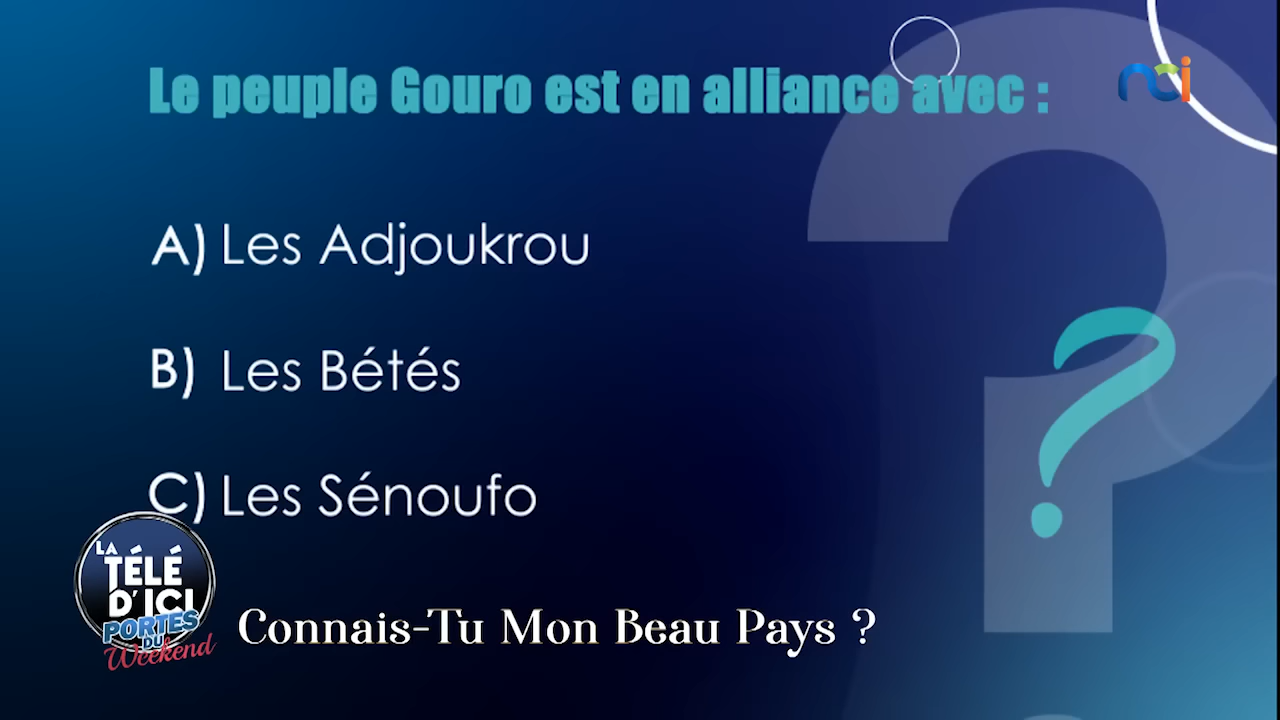 Le peuple Gouro est en alliance avec :
nci
A) Les Adjoukrou
B) Les Bétés
C) Les Sénoufo
?
LA
TÉLÉ
D'ICI
PORTES
DU
Weekend
Connais-Tu Mon Beau Pays ?